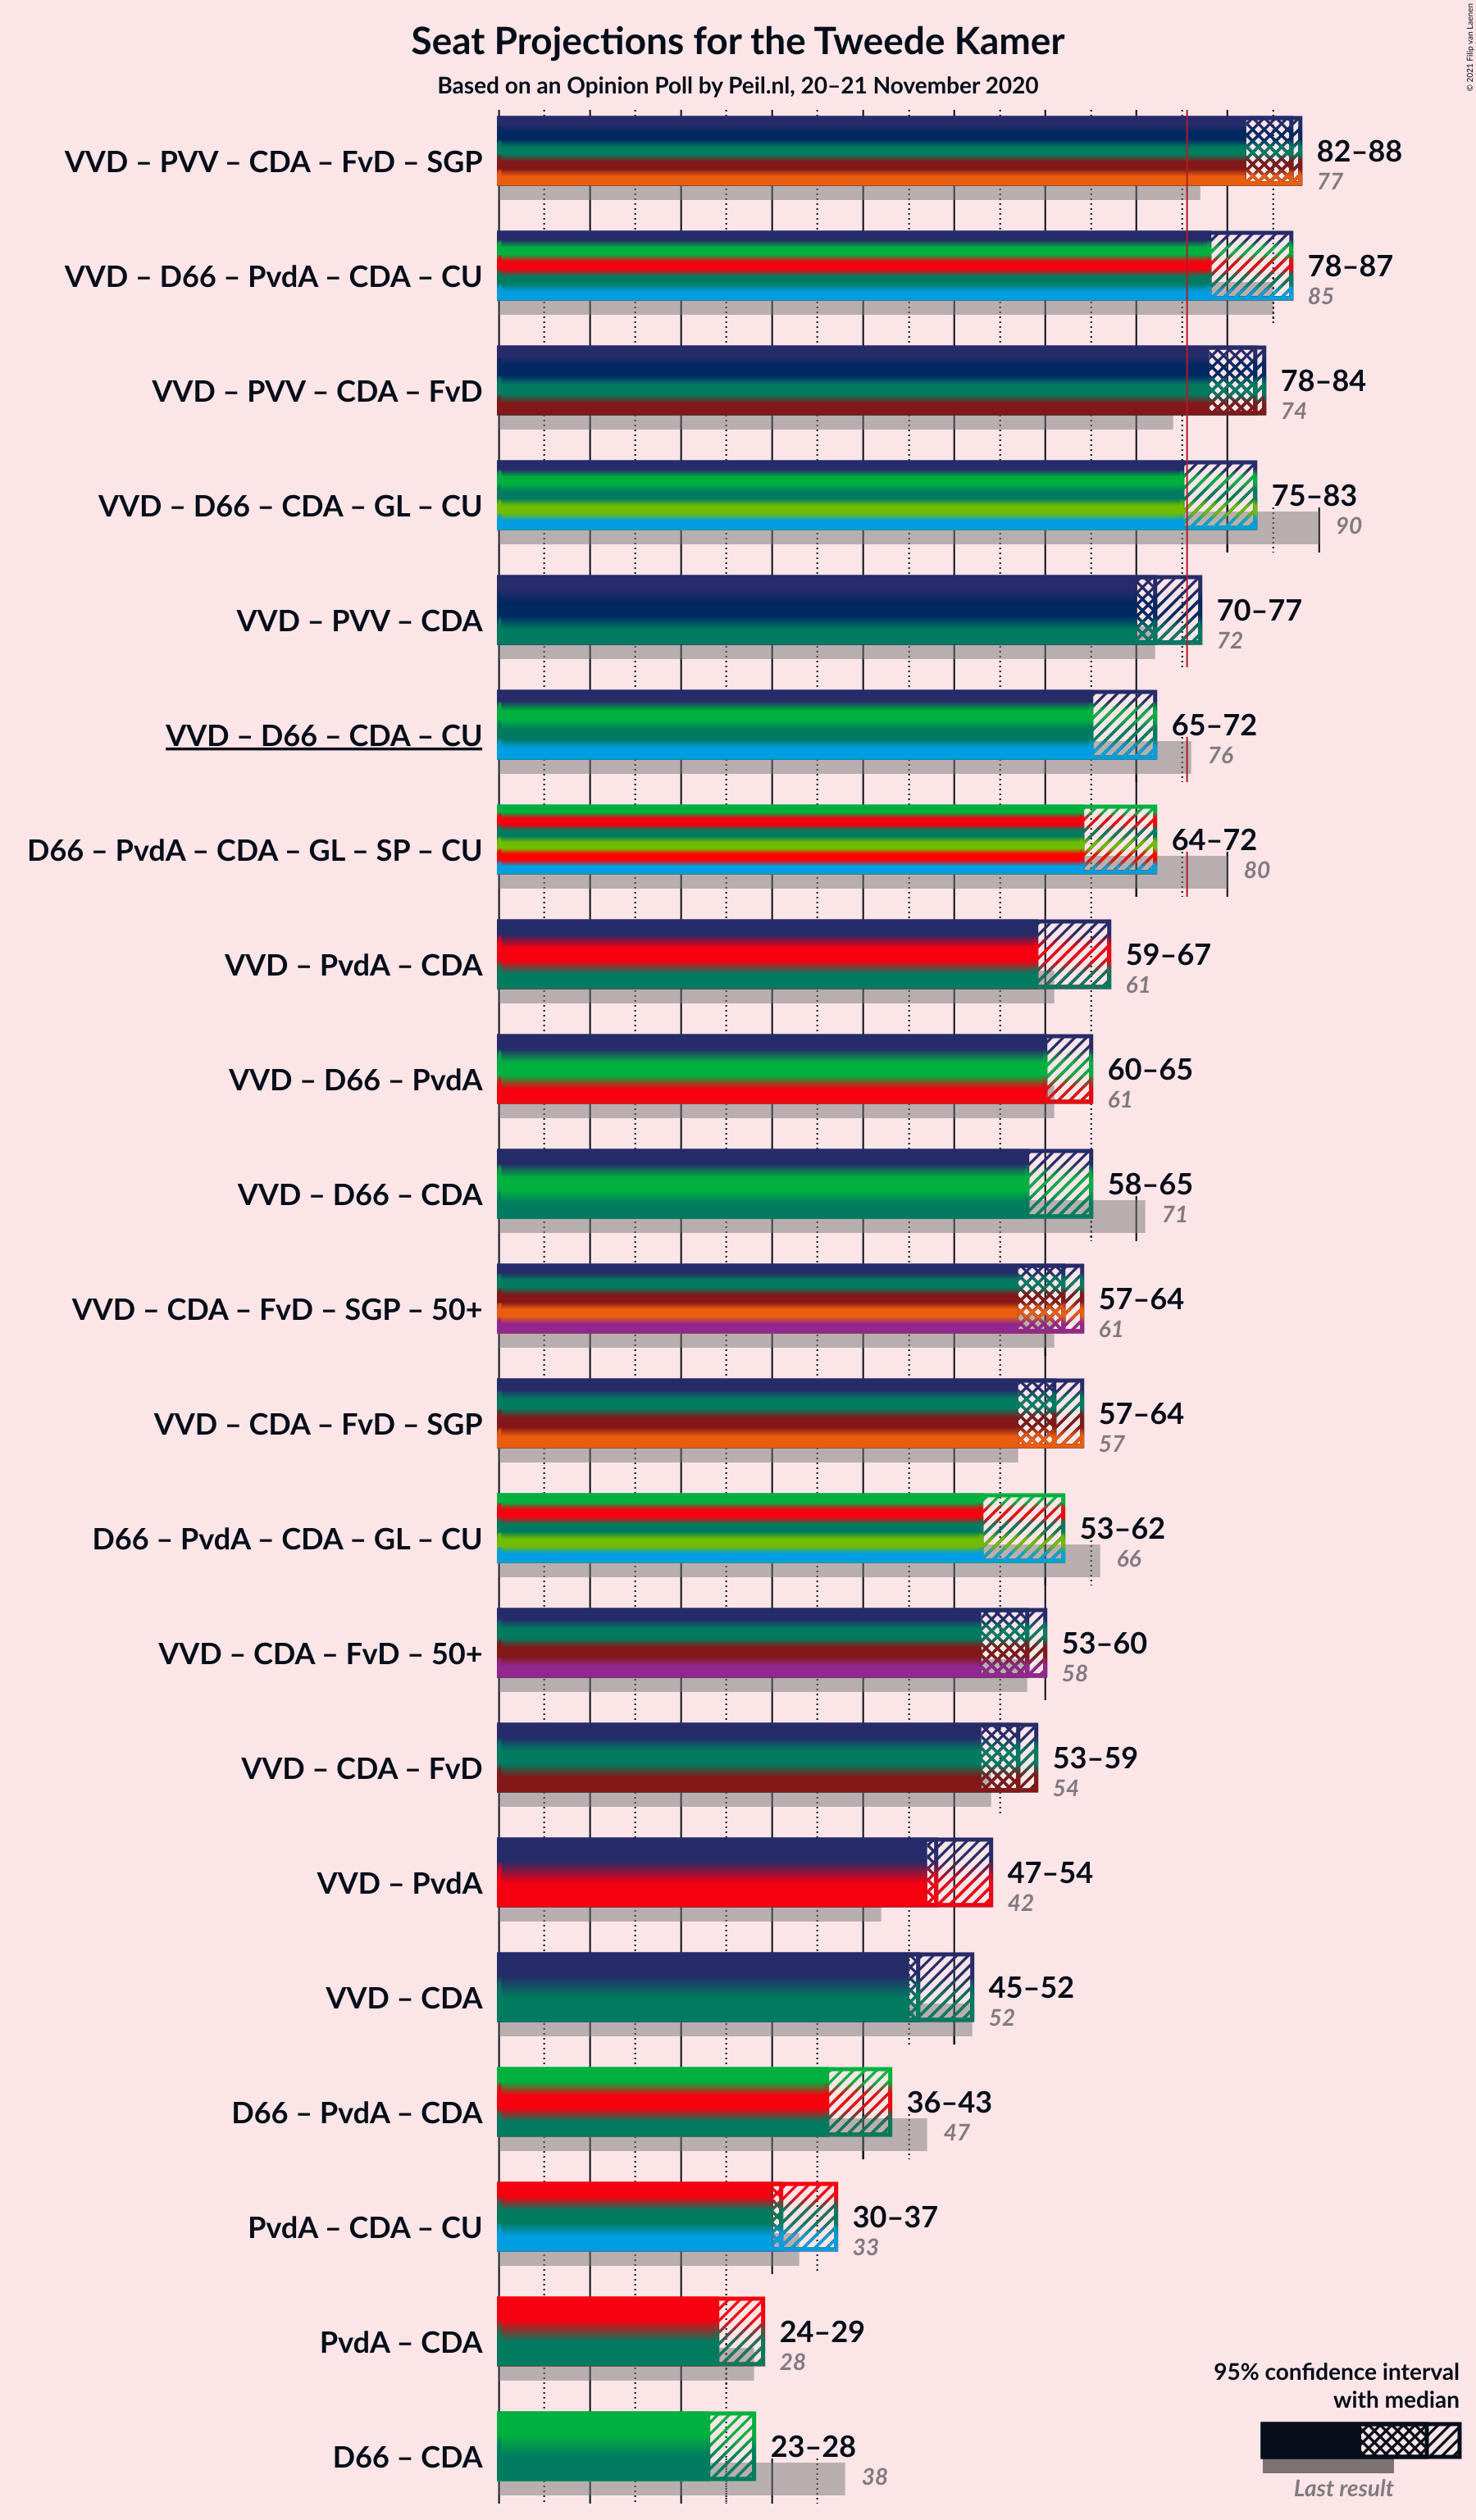 © 2021 Filip van Laenen
Seat Projections for the Tweede Kamer
Based on an Opinion Poll by Peil.nl, 20–21 November 2020
VVD – PVV – CDA – FvD – SGP
82–88
77
VVD – D66 – PvdA – CDA – CU
78–87
85
VVD – PVV – CDA – FvD
78–84
74
VVD – D66 – CDA – GL – CU
75–83
90
VVD – PVV – CDA
70–77
72
VVD – D66 – CDA – CU
65–72
76
D66 – PvdA – CDA – GL – SP – CU
64–72
80
VVD – PvdA – CDA
59–67
61
VVD – D66 – PvdA
60–65
61
VVD – D66 – CDA
58–65
71
VVD – CDA – FvD – SGP – 50+
57–64
61
VVD – CDA – FvD – SGP
57–64
57
D66 – PvdA – CDA – GL – CU
53–62
66
VVD – CDA – FvD – 50+
53–60
58
VVD – CDA – FvD
53–59
54
VVD – PvdA
47–54
42
VVD – CDA
45–52
52
D66 – PvdA – CDA
36–43
47
PvdA – CDA – CU
30–37
33
PvdA – CDA
24–29
28
D66 – CDA
23–28
38
95% confidence interval
with median
Last result